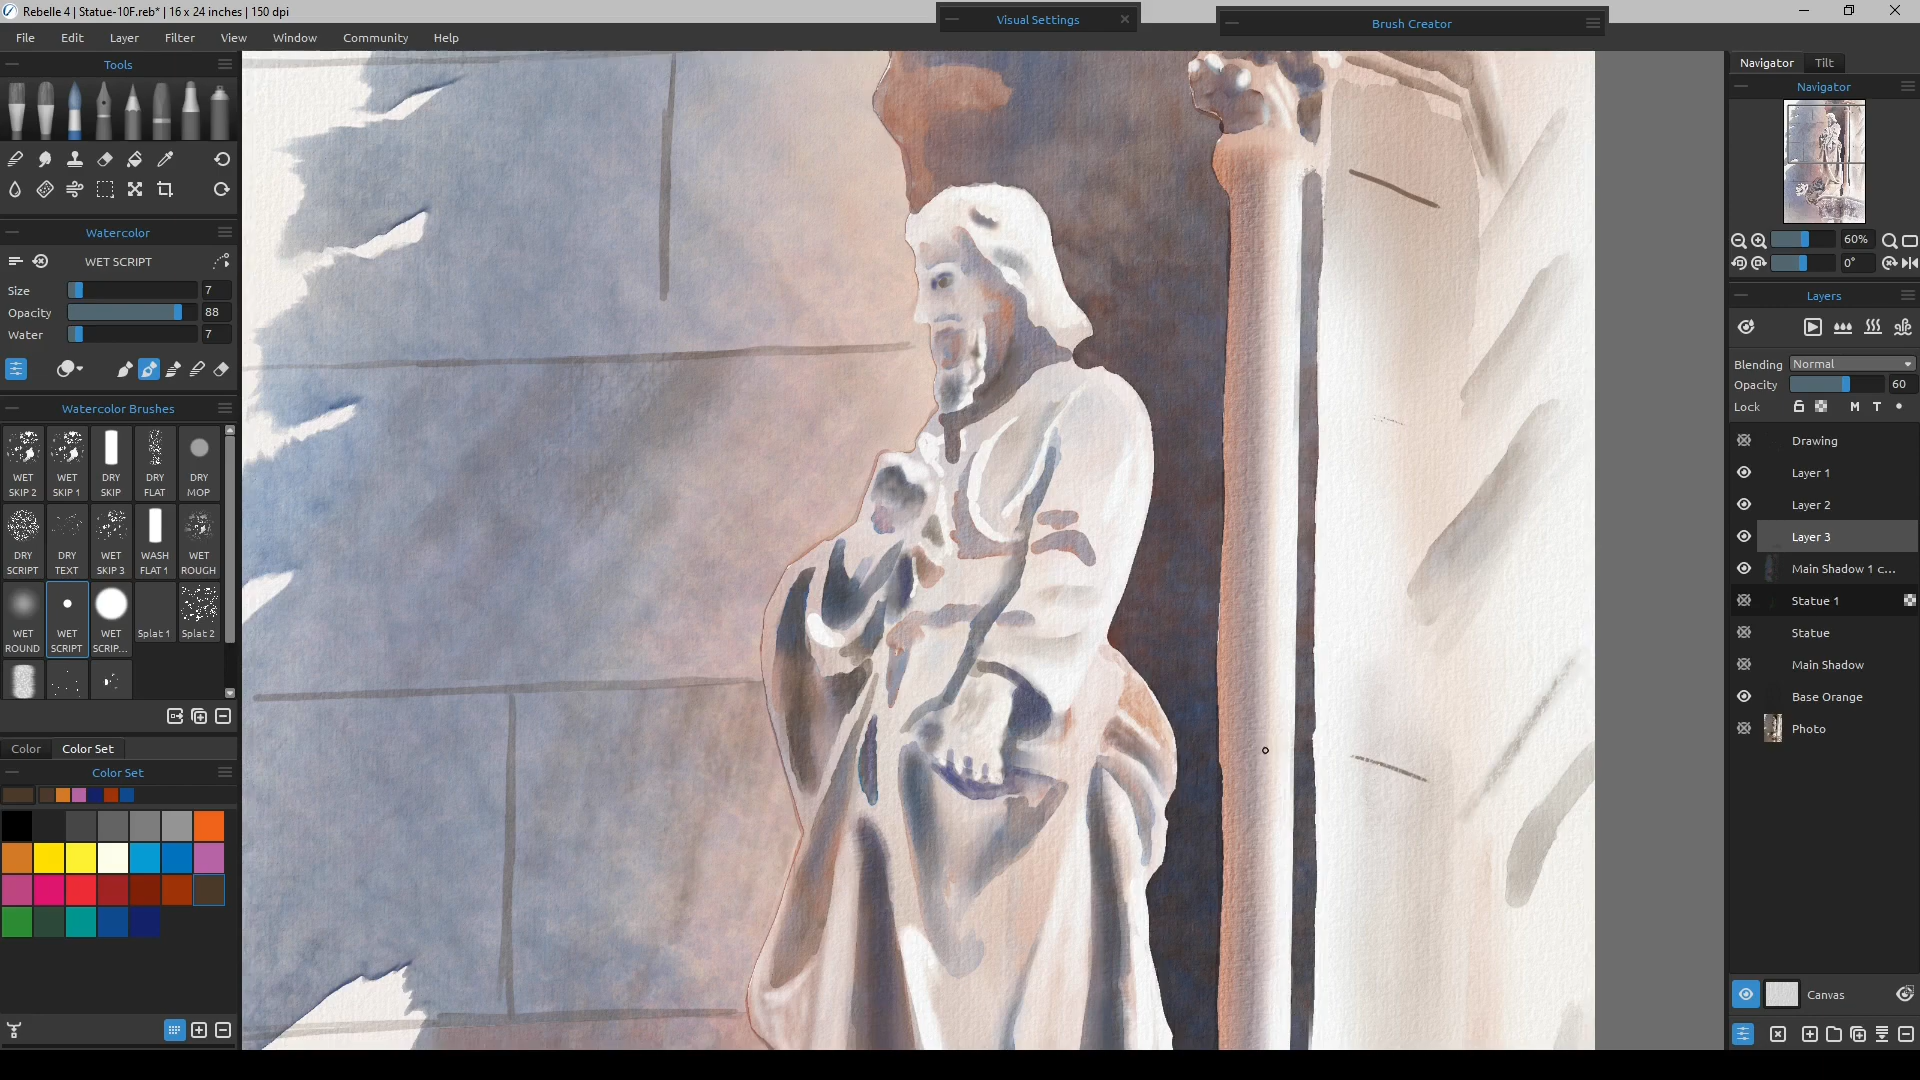 Rebelle 4 | Statue-10F.reb* | 16 x 24 inches | 150 dpi
Visual Settings
Brush Creator
File Edit Layer Filter View Window Community Help
Tools
Watercolor
WET SCRIPT
Size 7
Opacity 88
Water 7
Watercolor Brushes
WET SKIP 2
WET SKIP 1
DRY SKIP
DRY FLAT
DRY MOP
DRY SCRIPT
DRY TEXT
WET SKIP 3
WASH FLAT 1
WET ROUGH
WET ROUND
WET SCRIPT
WET SCRIP...
Splat 1
Splat 2
Color Color Set
Color Set
Navigator Tilt
Navigator
60%
0°
Layers
Blending Normal
Opacity 60
Lock M T
Drawing
Layer 1
Layer 2
Layer 3
Main Shadow 1 c...
Statue 1
Statue
Main Shadow
Base Orange
Photo
Canvas